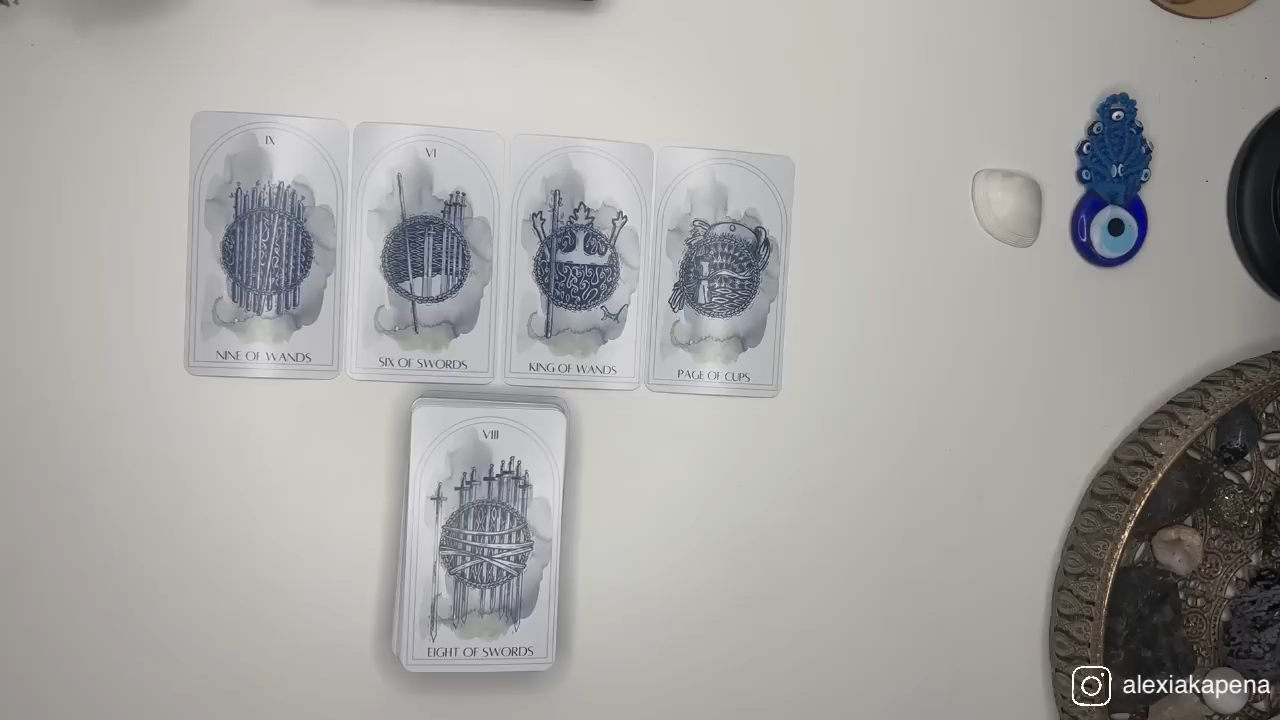 IX
NINE OF WANDS
VI
SIX OF SWORDS
KING OF WANDS
PAGE OF CUPS
VIII
EIGHT OF SWORDS
alexiakapena